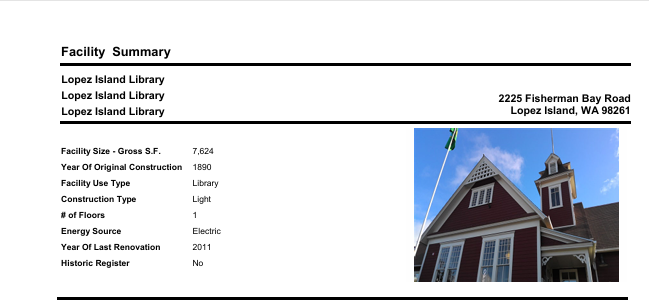 Facility Summary
Lopez Island Library
Lopez Island Library
Lopez Island Library
2225 Fisherman Bay Road
Lopez Island, WA 98261
Facility Size - Gross S.F. 7,624
Year Of Original Construction 1890
Facility Use Type Library
Construction Type Light
# of Floors 1
Energy Source Electric
Year Of Last Renovation 2011
Historic Register No